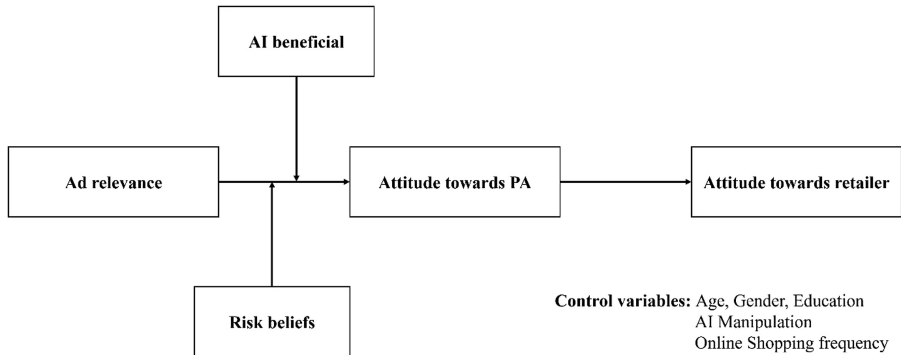 AI beneficial
Ad relevance
Attitude towards PA
Attitude towards retailer
Risk beliefs
Control variables: Age, Gender, Education
AI Manipulation
Online Shopping frequency